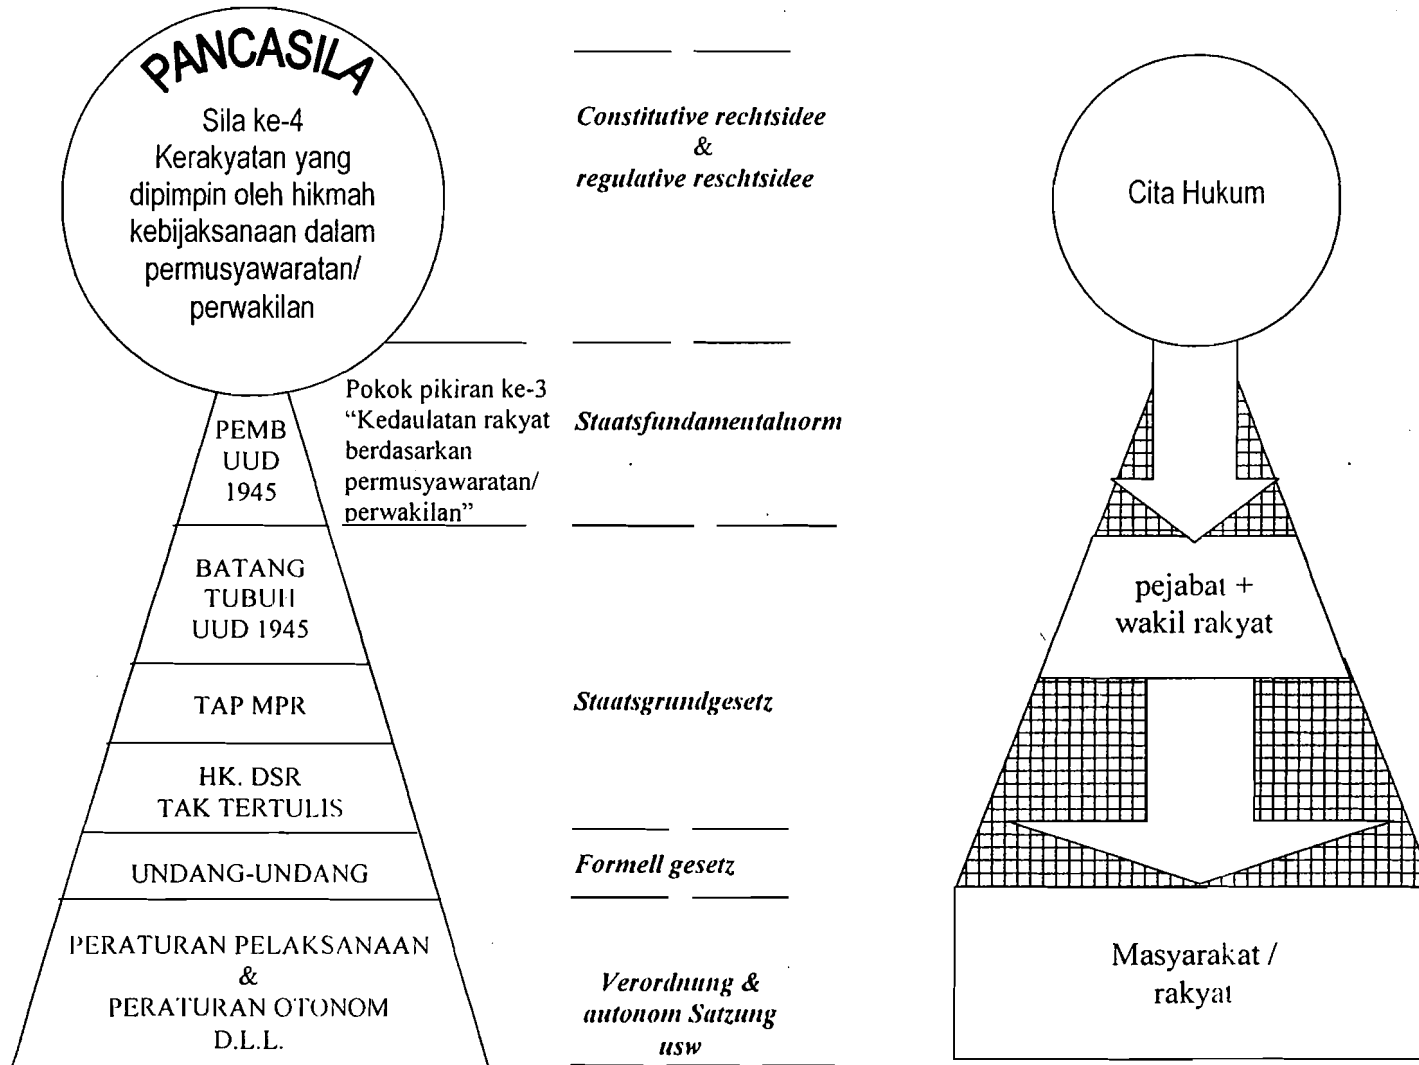 PANCASILA
Sila ke-4
Kerakyatan yang
dipimpin oleh hikmah
kebijaksanaan dalam
permusyawaratan/
perwakilan
PEMB
UUD
1945
BATANG
TUBUH
UUD 1945
TAP MPR
HK. DSR
TAK TERTULIS
UNDANG-UNDANG
PERATURAN PELAKSANAAN
&
PERATURAN OTONOM
D.L.L.
Pokok pikiran ke-3
“Kedaulatan rakyat
berdasarkan
permusyawaratan/
perwakilan”
Constitutive rechtsidee
&
regulative reschtsidee
Staatsfundamentalnorm
Staatsgrundgesetz
Formell gesetz
Verordnung &
autonom Satzung
usw
Cita Hukum
pejabat +
wakil rakyat
Masyarakat /
rakyat